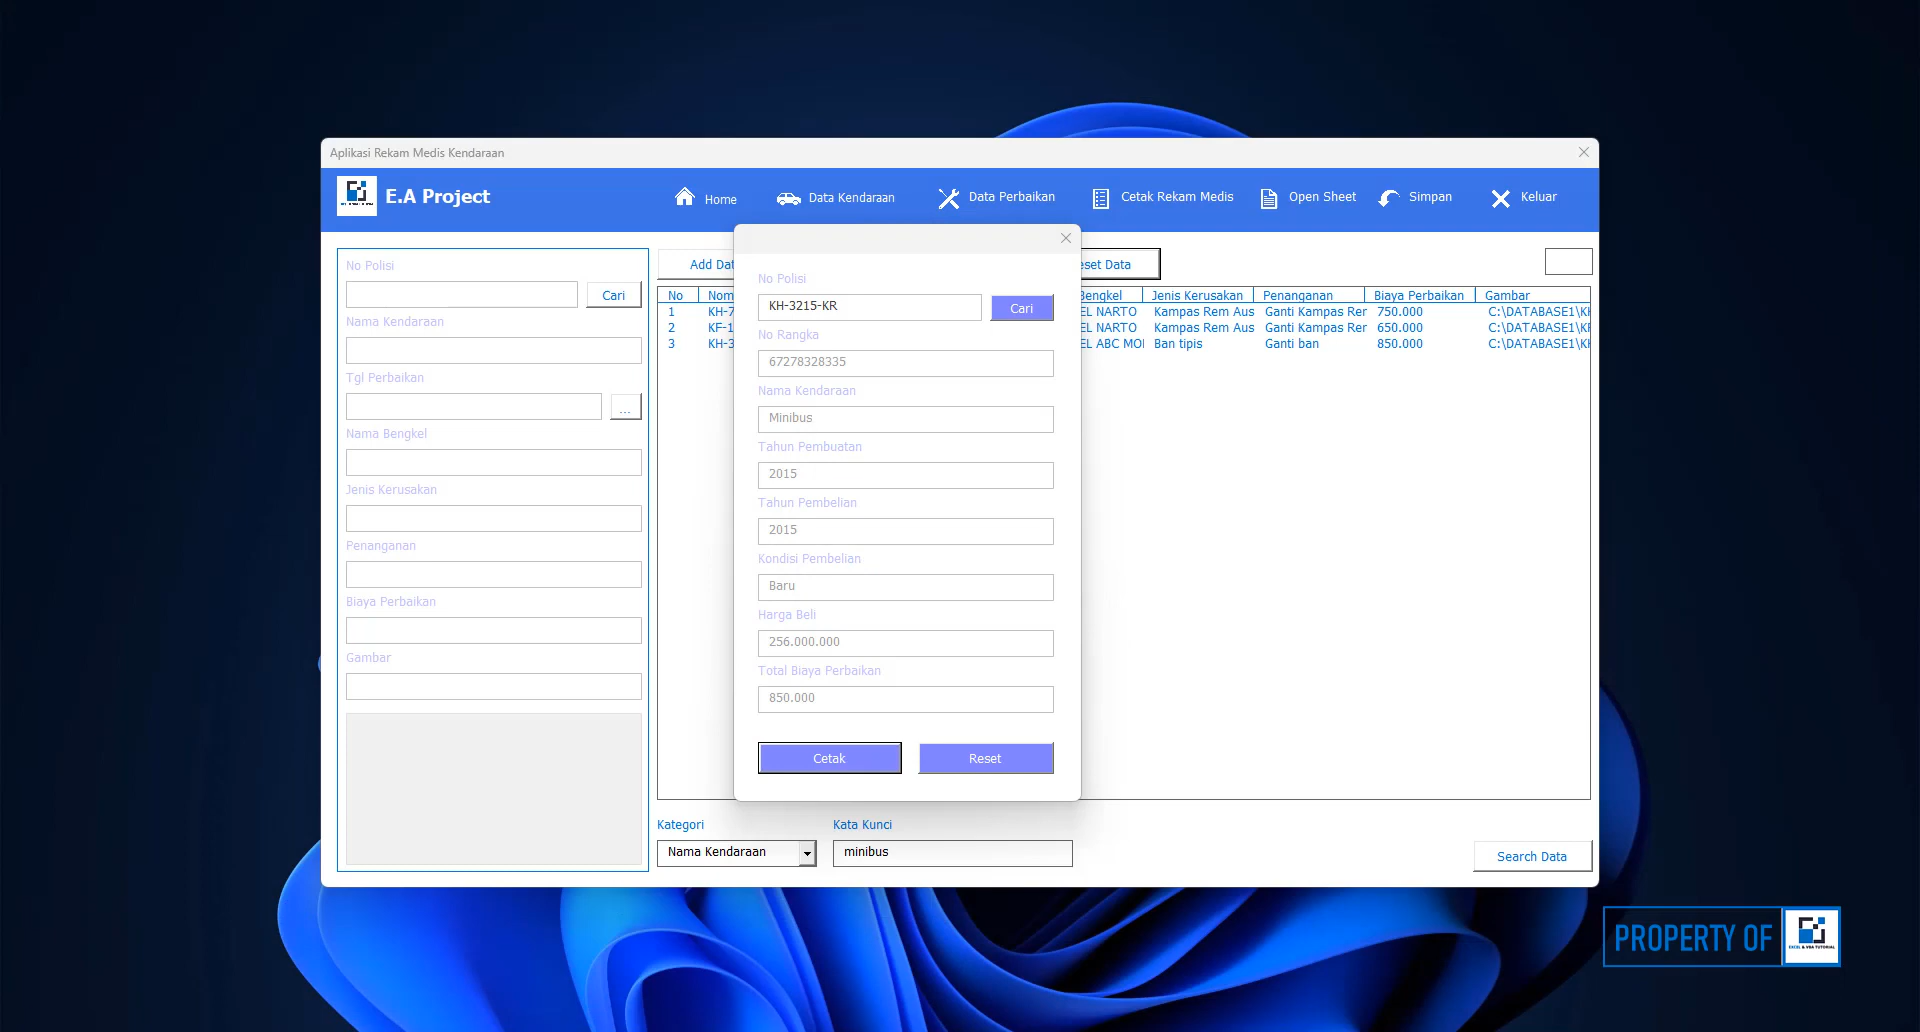 Aplikasi Rekam Medis Kendaraan
E.A Project
Home
Data Kendaraan
Data Perbaikan
Cetak Rekam Medis
Open Sheet
Simpan
Keluar
No Polisi
Cari
Nama Kendaraan
Tgl Perbaikan
...
Nama Bengkel
Jenis Kerusakan
Penanganan
Biaya Perbaikan
Gambar
Add Dat
eset Data
No Nom Bengkel Jenis Kerusakan Penanganan Biaya Perbaikan Gambar
1 KH-7 EL NARTO Kampas Rem Aus Ganti Kampas Rer 750.000 C:\DATABASE1\KH
2 KF-1 EL NARTO Kampas Rem Aus Ganti Kampas Rer 650.000 C:\DATABASE1\KF
3 KH-3 EL ABC MOI Ban tipis Ganti ban 850.000 C:\DATABASE1\KH
No Polisi
KH-3215-KR
Cari
No Rangka
67278328335
Nama Kendaraan
Minibus
Tahun Pembuatan
2015
Tahun Pembelian
2015
Kondisi Pembelian
Baru
Harga Beli
256.000.000
Total Biaya Perbaikan
850.000
Cetak
Reset
Kategori
Nama Kendaraan
Kata Kunci
minibus
Search Data
PROPERTY OF
EXCEL & VBA TUTORIAL